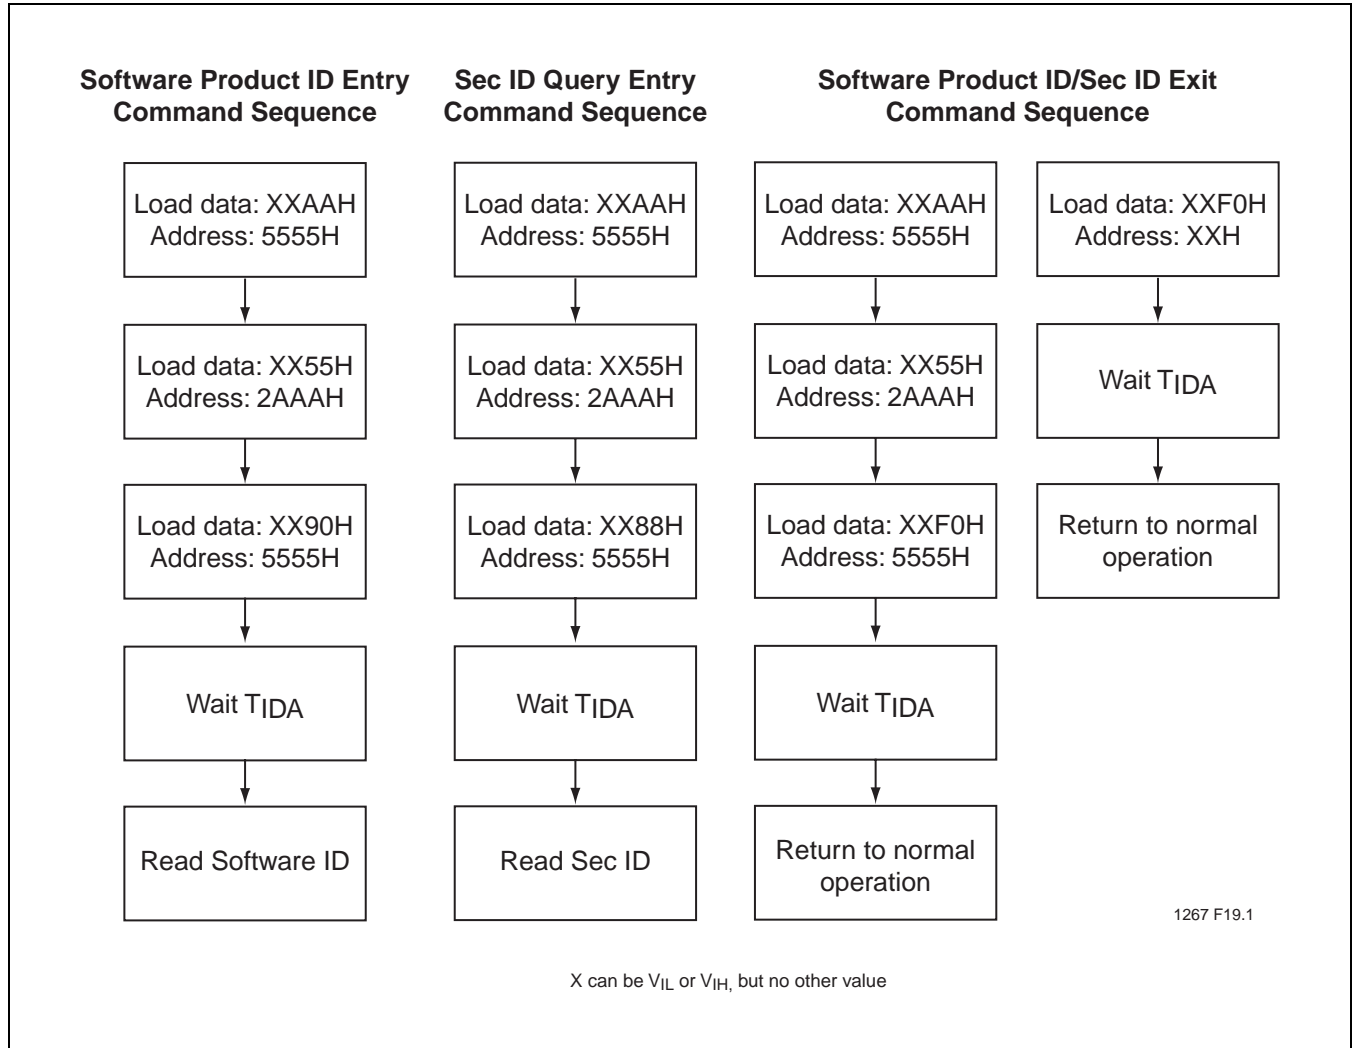 Software Product ID Entry
Command Sequence
Load data: XXAAH
Address: 5555H
Load data: XX55H
Address: 2AAAH
Load data: XX90H
Address: 5555H
Wait TIDA
Read Software ID
Sec ID Query Entry
Command Sequence
Load data: XXAAH
Address: 5555H
Load data: XX55H
Address: 2AAAH
Load data: XX88H
Address: 5555H
Wait TIDA
Read Sec ID
Software Product ID/Sec ID Exit
Command Sequence
Load data: XXAAH
Address: 5555H
Load data: XX55H
Address: 2AAAH
Load data: XXF0H
Address: 5555H
Wait TIDA
Return to normal
operation
Load data: XXF0H
Address: XXH
Wait TIDA
Return to normal
operation
1267 F19.1
X can be VIL or VIH, but no other value